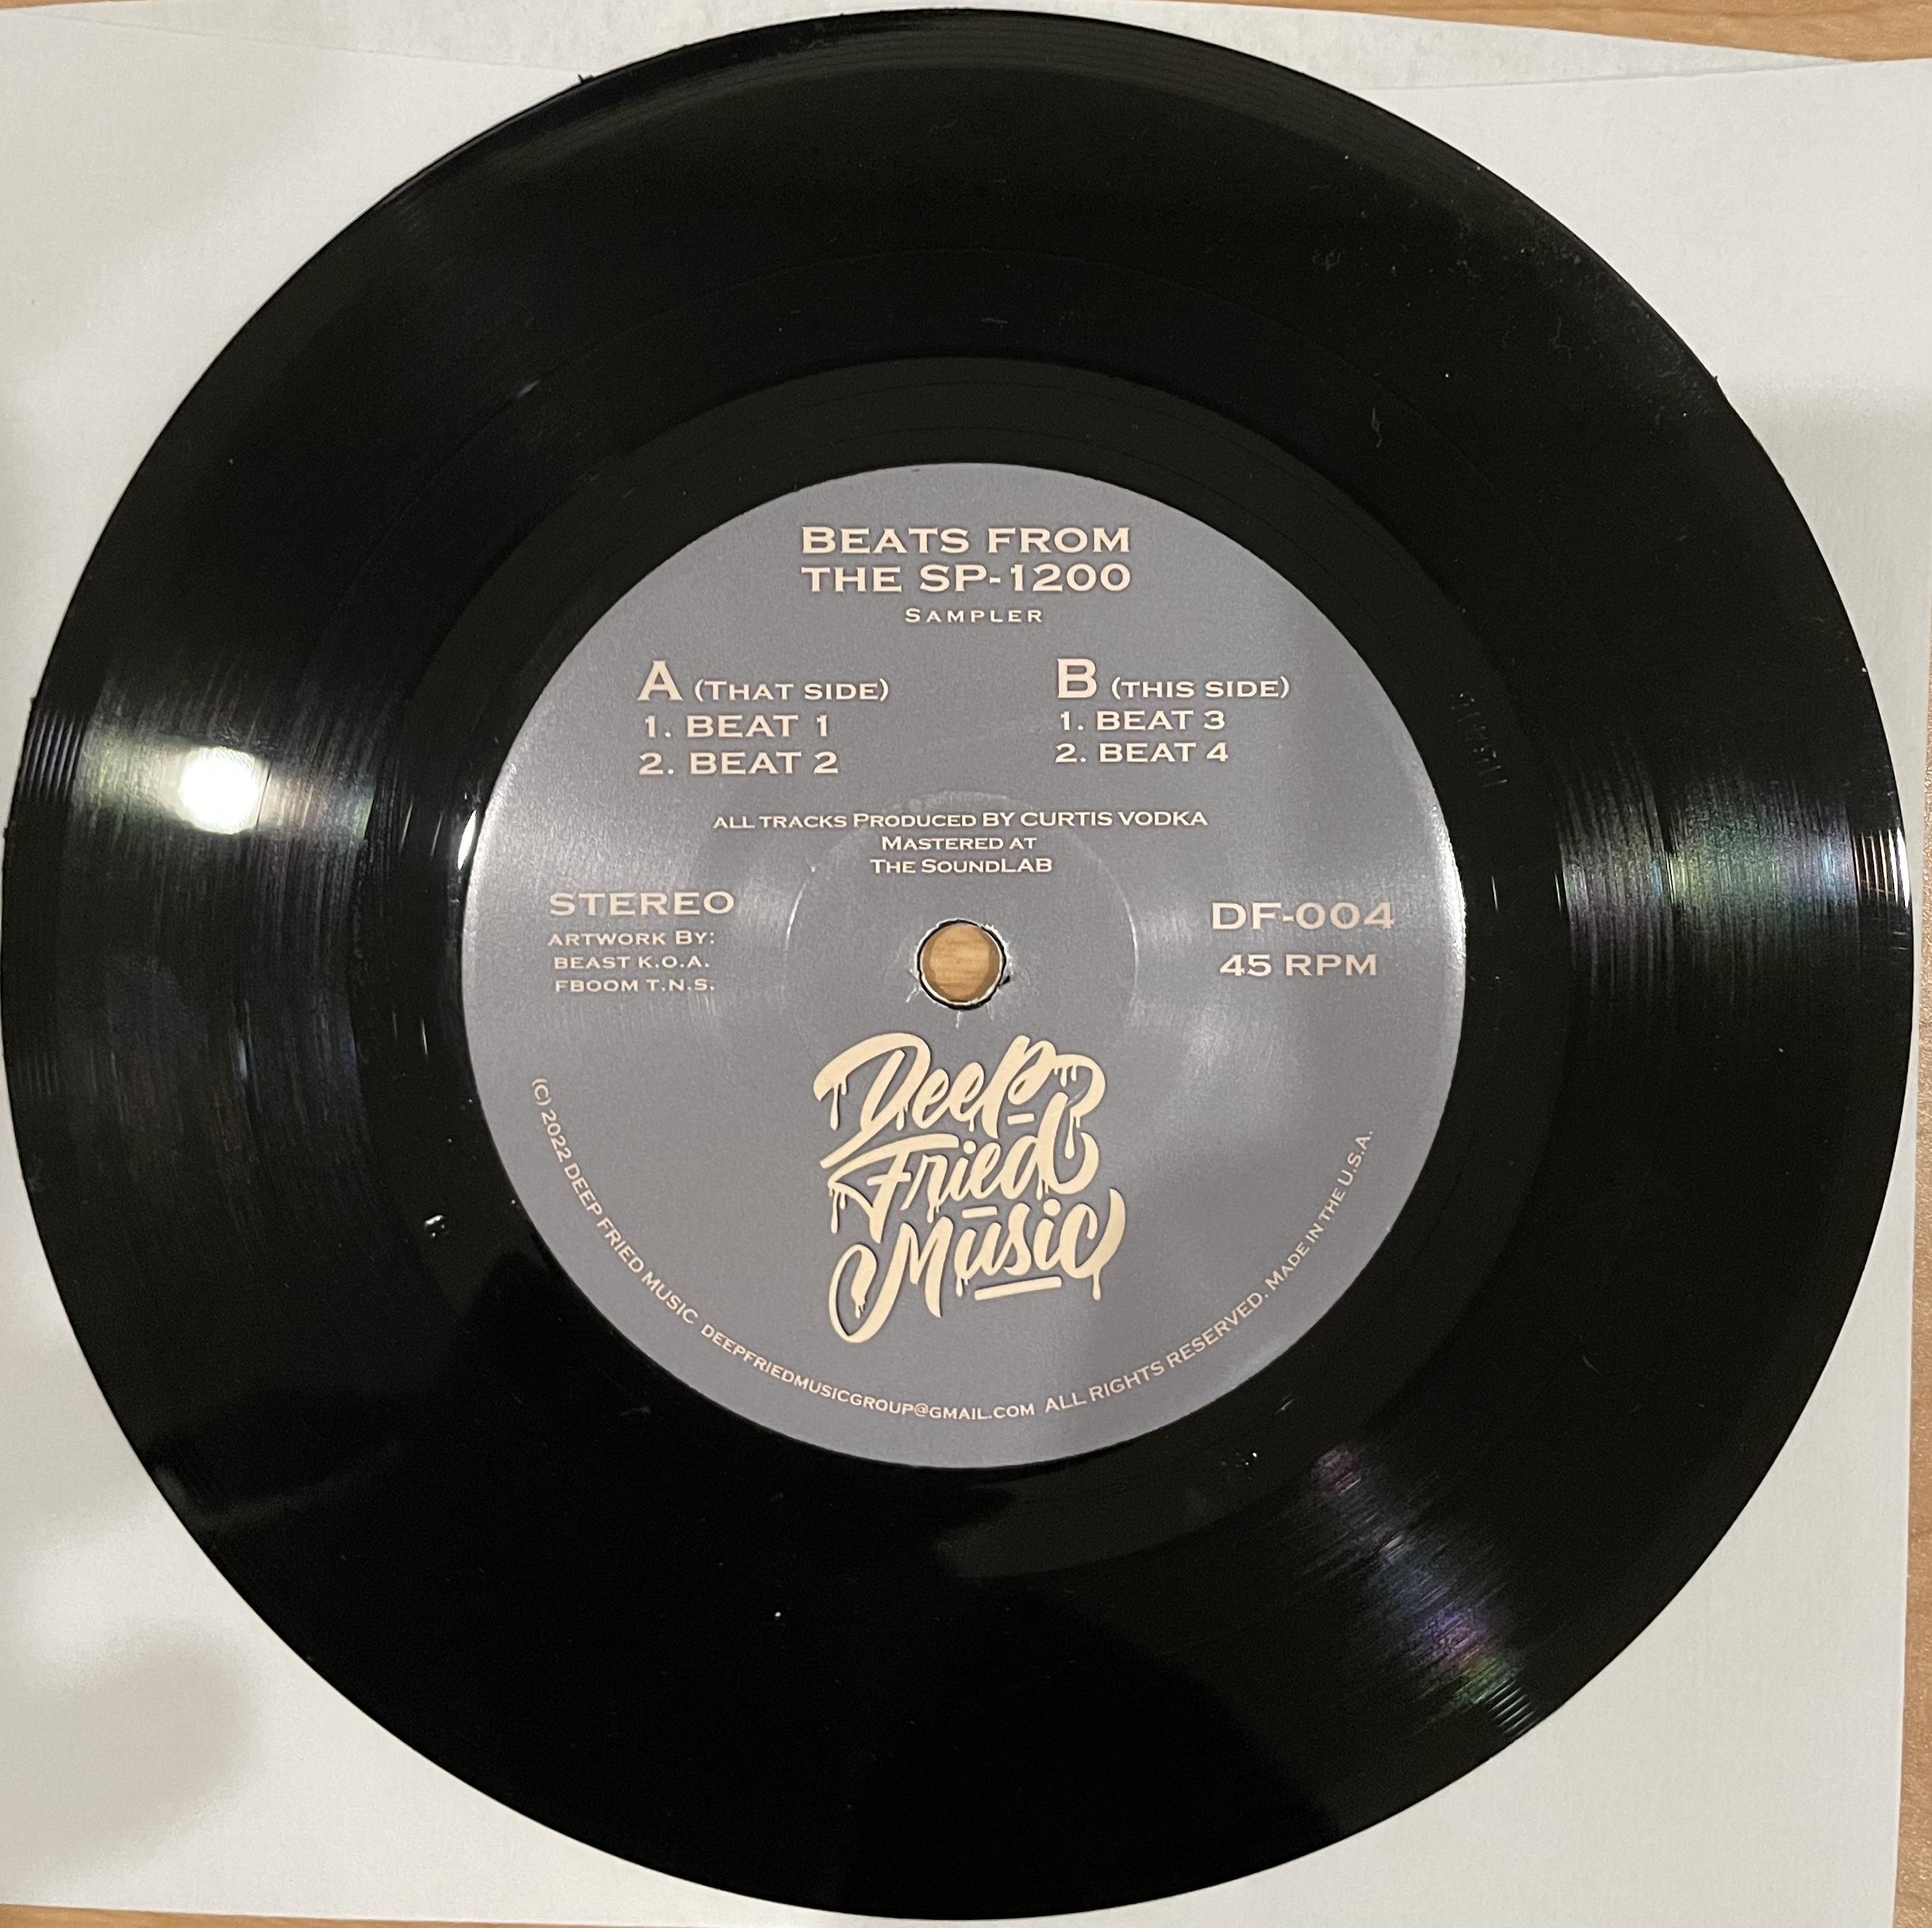 BEATS FROM
THE SP-1200
SAMPLER
A (THAT SIDE)
1. BEAT 1
2. BEAT 2
B (THIS SIDE)
1. BEAT 3
2. BEAT 4
ALL TRACKS PRODUCED BY CURTIS VODKA
MASTERED AT
THE SOUNDLAB
STEREO
ARTWORK BY:
BEAST K.O.A.
FBOOM T.N.S.
DF-004
45 RPM
Deep
Fried
Music
(C) 2022 DEEP FRIED MUSIC DEEPFRIEDMUSICGROUP@GMAIL.COM ALL RIGHTS RESERVED. MADE IN THE U.S.A.